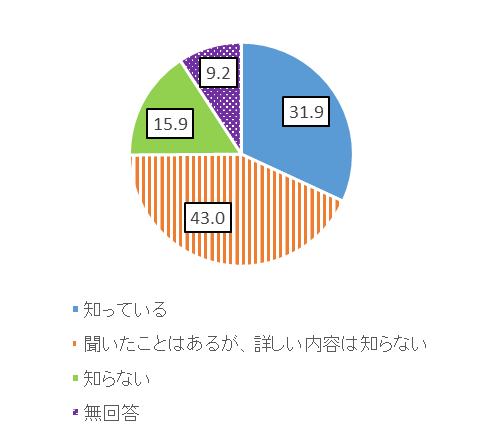 9.2
31.9
15.9
43.0
知っている
聞いたことはあるが、詳しい内容は知らない
知らない
無回答